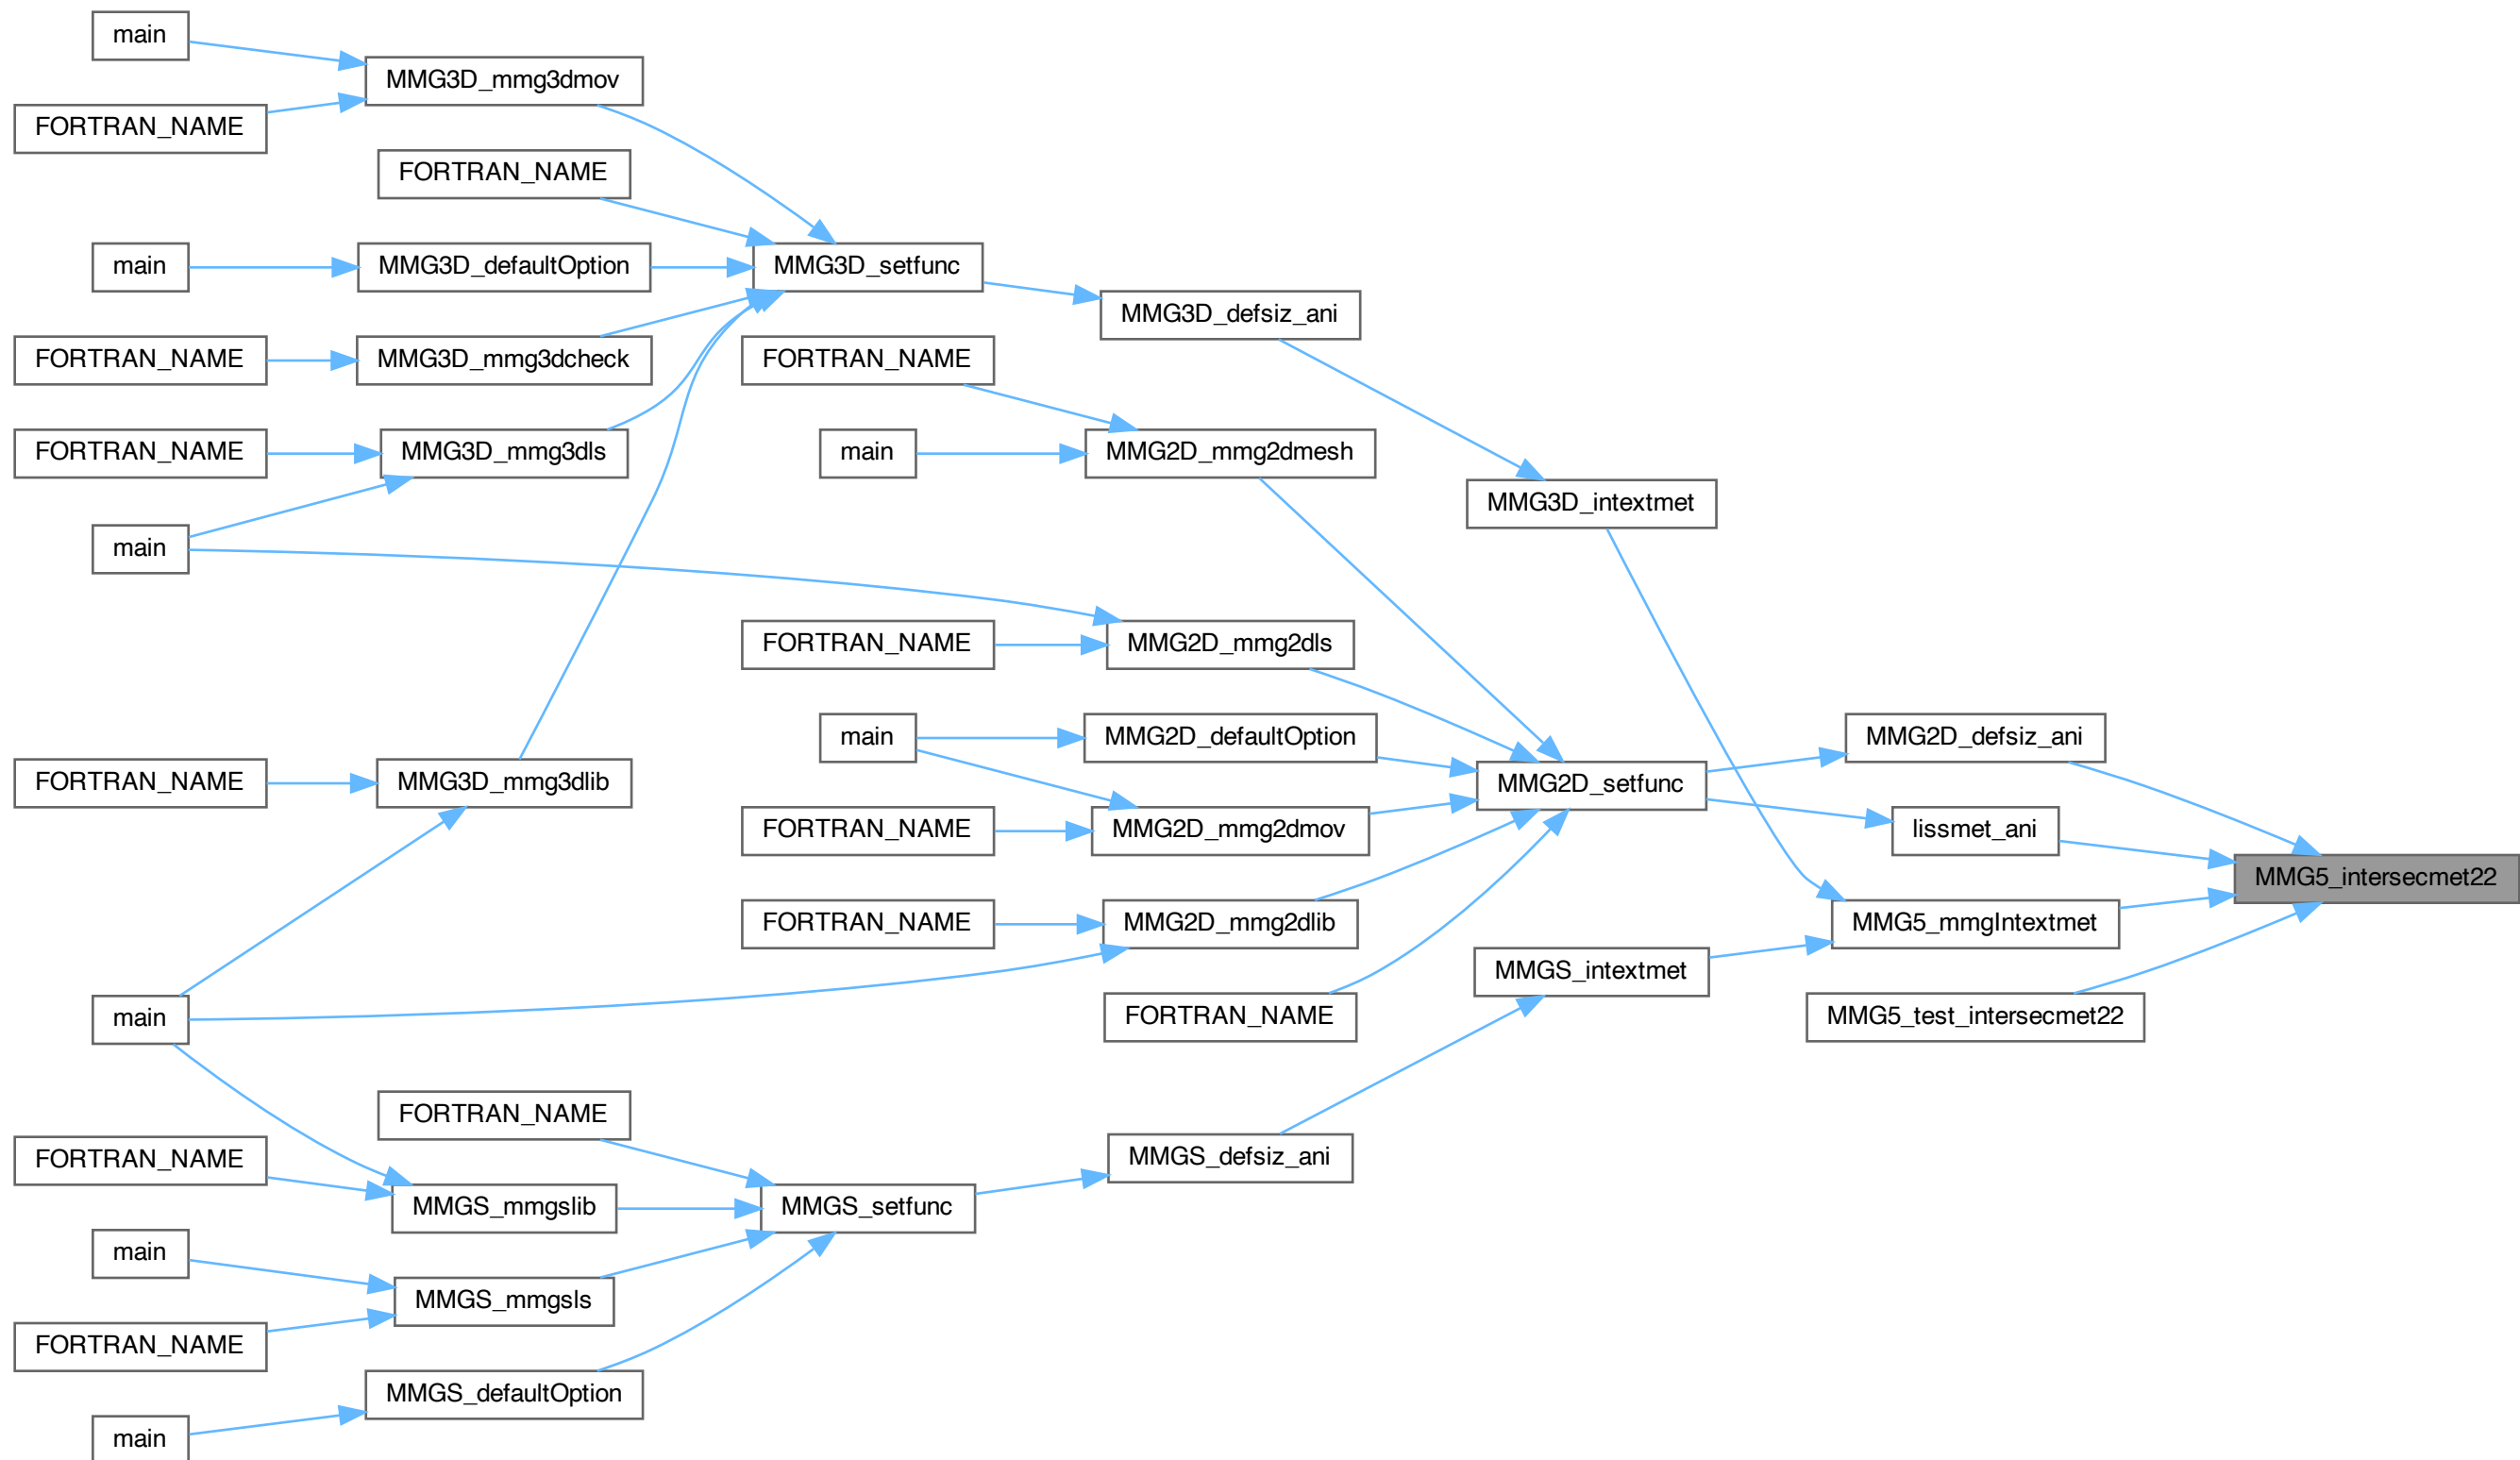 main
MMG3D_mmg3dmov
FORTRAN_NAME
FORTRAN_NAME
main
MMG3D_defaultOption
MMG3D_setfunc
MMG3D_defsiz_ani
FORTRAN_NAME
MMG3D_mmg3dcheck
FORTRAN_NAME
FORTRAN_NAME
MMG3D_mmg3dls
main
MMG2D_mmg2dmesh
MMG3D_intextmet
main
FORTRAN_NAME
MMG2D_mmg2dls
main
MMG2D_defaultOption
MMG2D_defsiz_ani
FORTRAN_NAME
MMG3D_mmg3dlib
MMG2D_setfunc
FORTRAN_NAME
MMG2D_mmg2dmov
lissmet_ani
MMG5_intersecmet22
FORTRAN_NAME
MMG2D_mmg2dlib
MMG5_mmgIntextmet
MMGS_intextmet
main
FORTRAN_NAME
MMG5_test_intersecmet22
FORTRAN_NAME
FORTRAN_NAME
MMGS_defsiz_ani
MMGS_mmgslib
MMGS_setfunc
main
MMGS_mmgsls
FORTRAN_NAME
MMGS_defaultOption
main